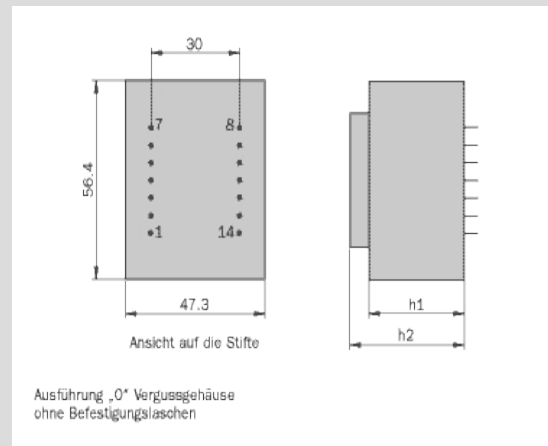 30
7 8
56.4
1 14
47.3
h1
h2
Ansicht auf die Stifte
Ausführung „0“ Vergussgehäuse
ohne Befestigungslaschen